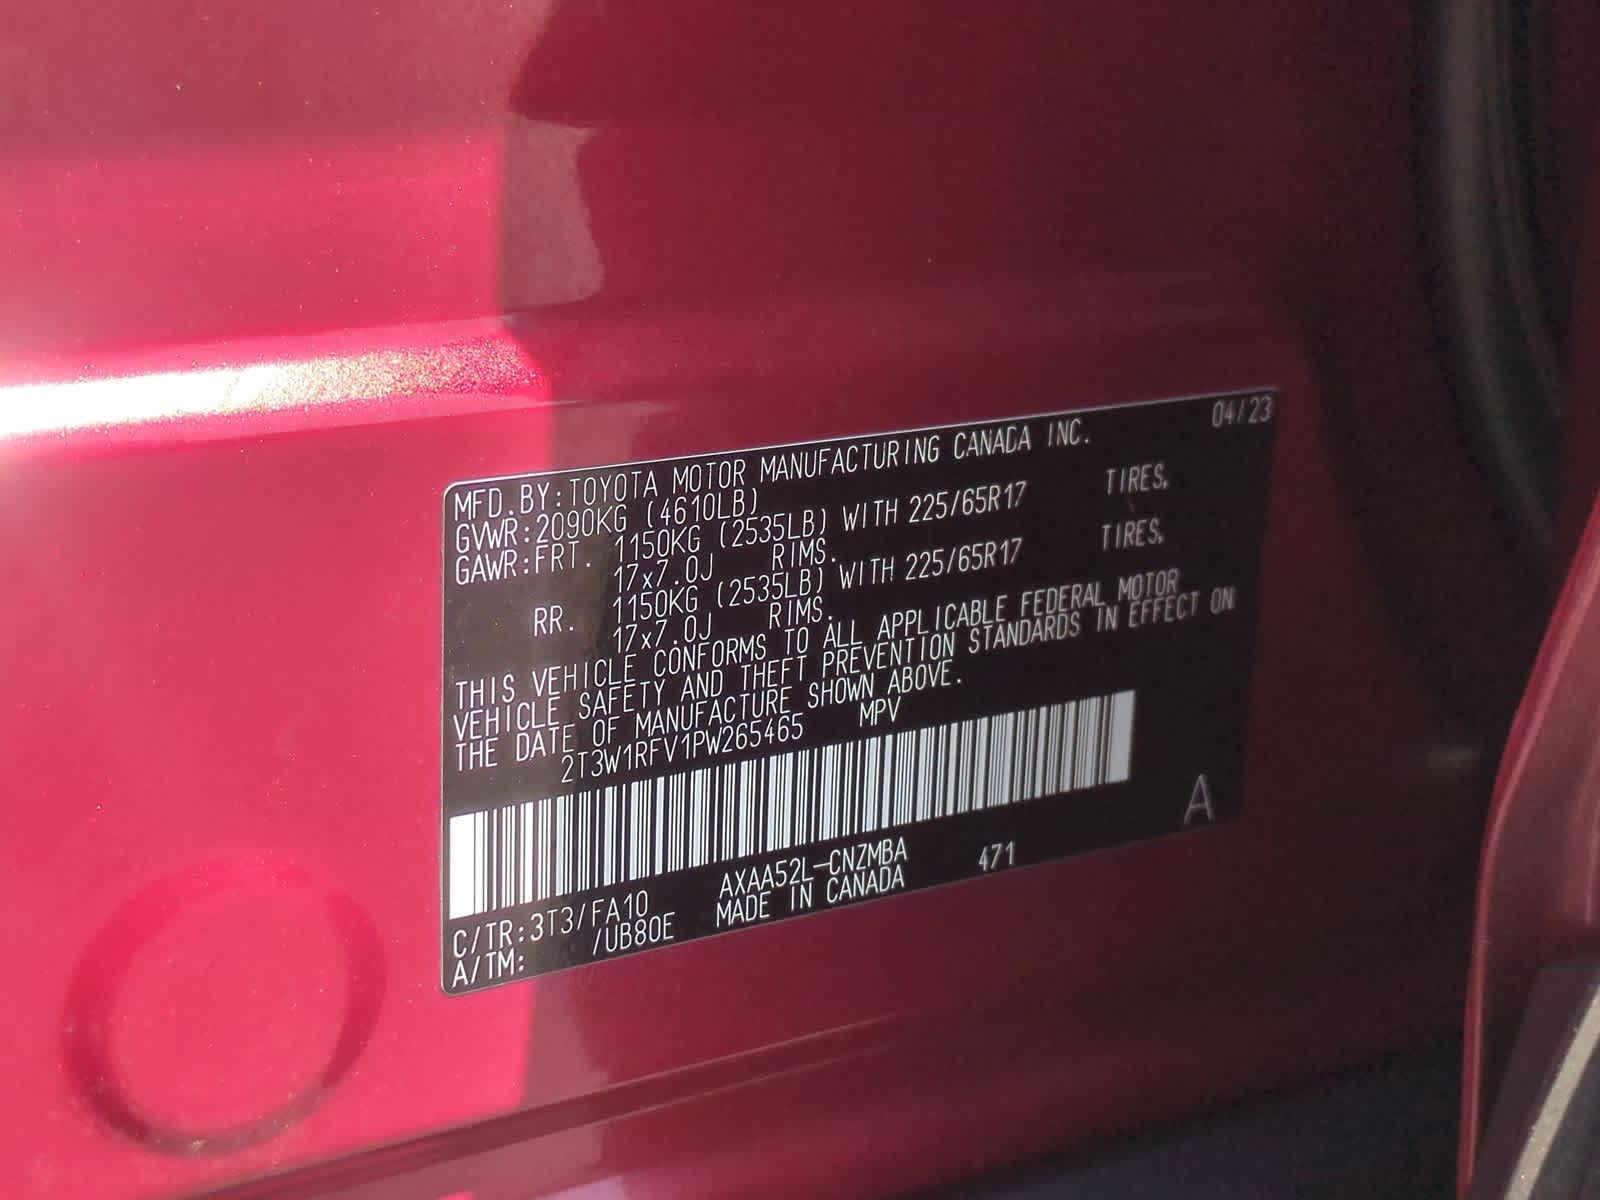 04/23
MFD.BY:TOYOTA MOTOR MANUFACTURING CANADA INC.
GVWR:2090KG (4610LB)
GAWR:FRT. 1150KG (2535LB) WITH 225/65R17 TIRES,
17x7.0J RIMS.
RR. 1150KG (2535LB) WITH 225/65R17 TIRES,
17x7.0J RIMS.
THIS VEHICLE CONFORMS TO ALL APPLICABLE FEDERAL MOTOR
VEHICLE SAFETY AND THEFT PREVENTION STANDARDS IN EFFECT ON
THE DATE OF MANUFACTURE SHOWN ABOVE.
2T3W1RFV1PW265465 MPV
A
C/TR:3T3/FA10 AXAA52L-CNZMBA 471
A/TM: /UB80E MADE IN CANADA